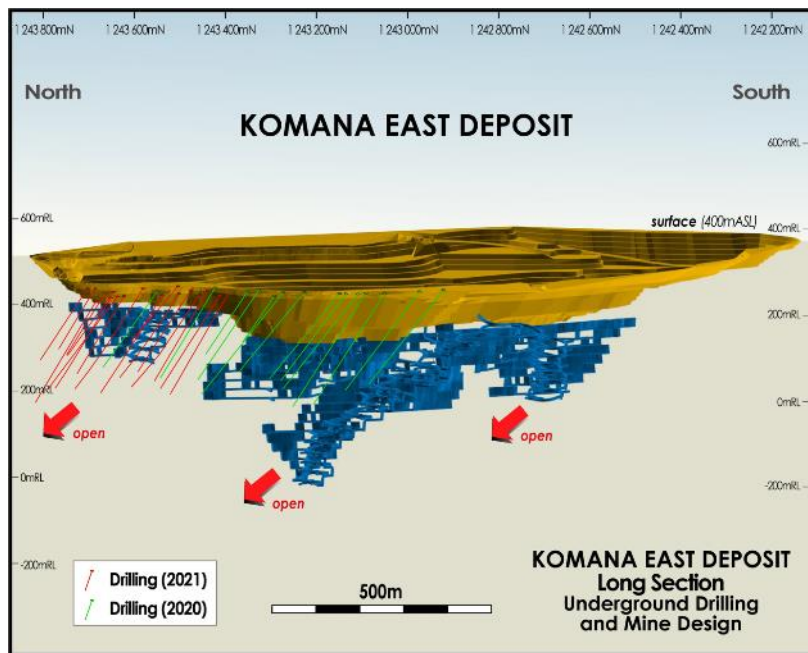 1 243 800mN 1 243 600mN 1 243 400mN 1 243 200mN 1 243 000mN 1 242 800mN 1 242 600mN 1 242 400mN 1 242 200mN
North
South
KOMANA EAST DEPOSIT
600mRL
600mRL
surface (400mASL)
400mRL
400mRL
200mRL
200mRL
0mRL
open
open
0mRL
open
-200mRL
-200mRL
Drilling (2021)
Drilling (2020)
500m
KOMANA EAST DEPOSIT
Long Section
Underground Drilling
and Mine Design